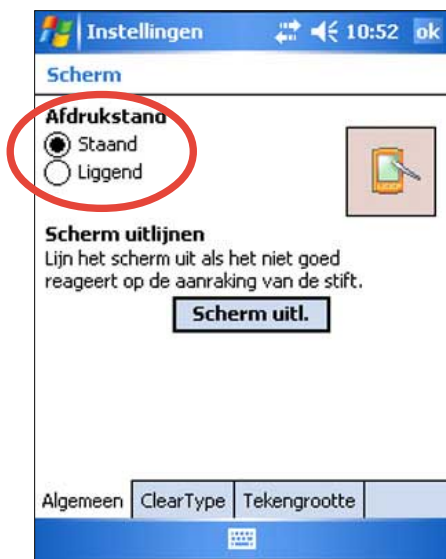 Instellingen 10:52 ok
Scherm
Afdrukstand
Staand
Liggend
Scherm uitlijnen
Lijn het scherm uit als het niet goed
reageert op de aanraking van de stift.
Scherm uitl.
Algemeen ClearType Tekengrootte